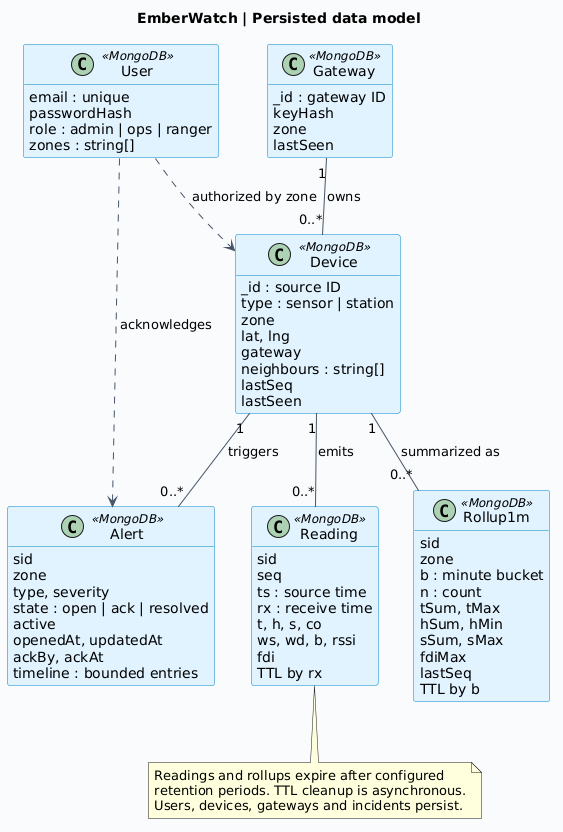 EmberWatch | Persisted data model
C
«MongoDB»
User
email : unique
passwordHash
role : admin | ops | ranger
zones : string[]
C
«MongoDB»
Gateway
_id : gateway ID
keyHash
zone
lastSeen
1
authorized by zone
owns
0..*
C
«MongoDB»
Device
_id : source ID
type : sensor | station
zone
lat, lng
gateway
neighbours : string[]
lastSeq
lastSeen
acknowledges
1
triggers
0..*
1
emits
0..*
1
summarized as
0..*
C
«MongoDB»
Alert
sid
zone
type, severity
state : open | ack | resolved
active
openedAt, updatedAt
ackBy, ackAt
timeline : bounded entries
C
«MongoDB»
Reading
sid
seq
ts : source time
rx : receive time
t, h, s, co
ws, wd, b, rssi
fdi
TTL by rx
C
«MongoDB»
Rollup1m
sid
zone
b : minute bucket
n : count
tSum, tMax
hSum, hMin
sSum, sMax
fdiMax
lastSeq
TTL by b
Readings and rollups expire after configured
retention periods. TTL cleanup is asynchronous.
Users, devices, gateways and incidents persist.